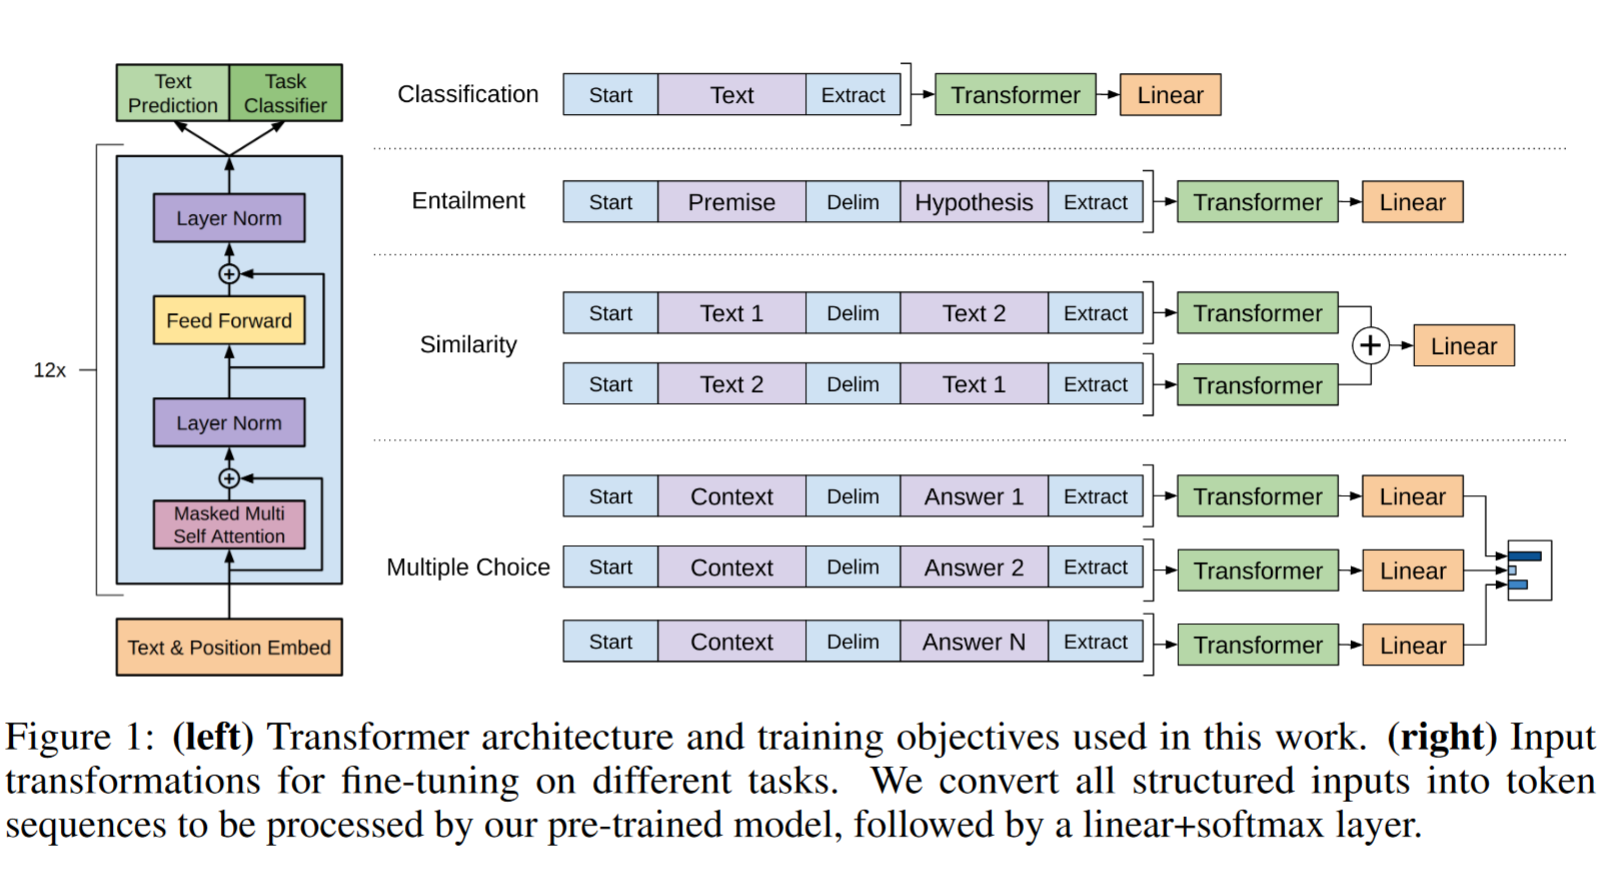 Text
Prediction
Task
Classifier
Layer Norm
Feed Forward
12x
Layer Norm
Masked Multi
Self Attention
Text & Position Embed
Classification
Start Text Extract Transformer Linear
Entailment
Start Premise Delim Hypothesis Extract Transformer Linear
Similarity
Start Text 1 Delim Text 2 Extract Transformer
+ Linear
Start Text 2 Delim Text 1 Extract Transformer
Multiple Choice
Start Context Delim Answer 1 Extract Transformer Linear
Start Context Delim Answer 2 Extract Transformer Linear
Start Context Delim Answer N Extract Transformer Linear
Figure 1: (left) Transformer architecture and training objectives used in this work. (right) Input
transformations for fine-tuning on different tasks. We convert all structured inputs into token
sequences to be processed by our pre-trained model, followed by a linear+softmax layer.